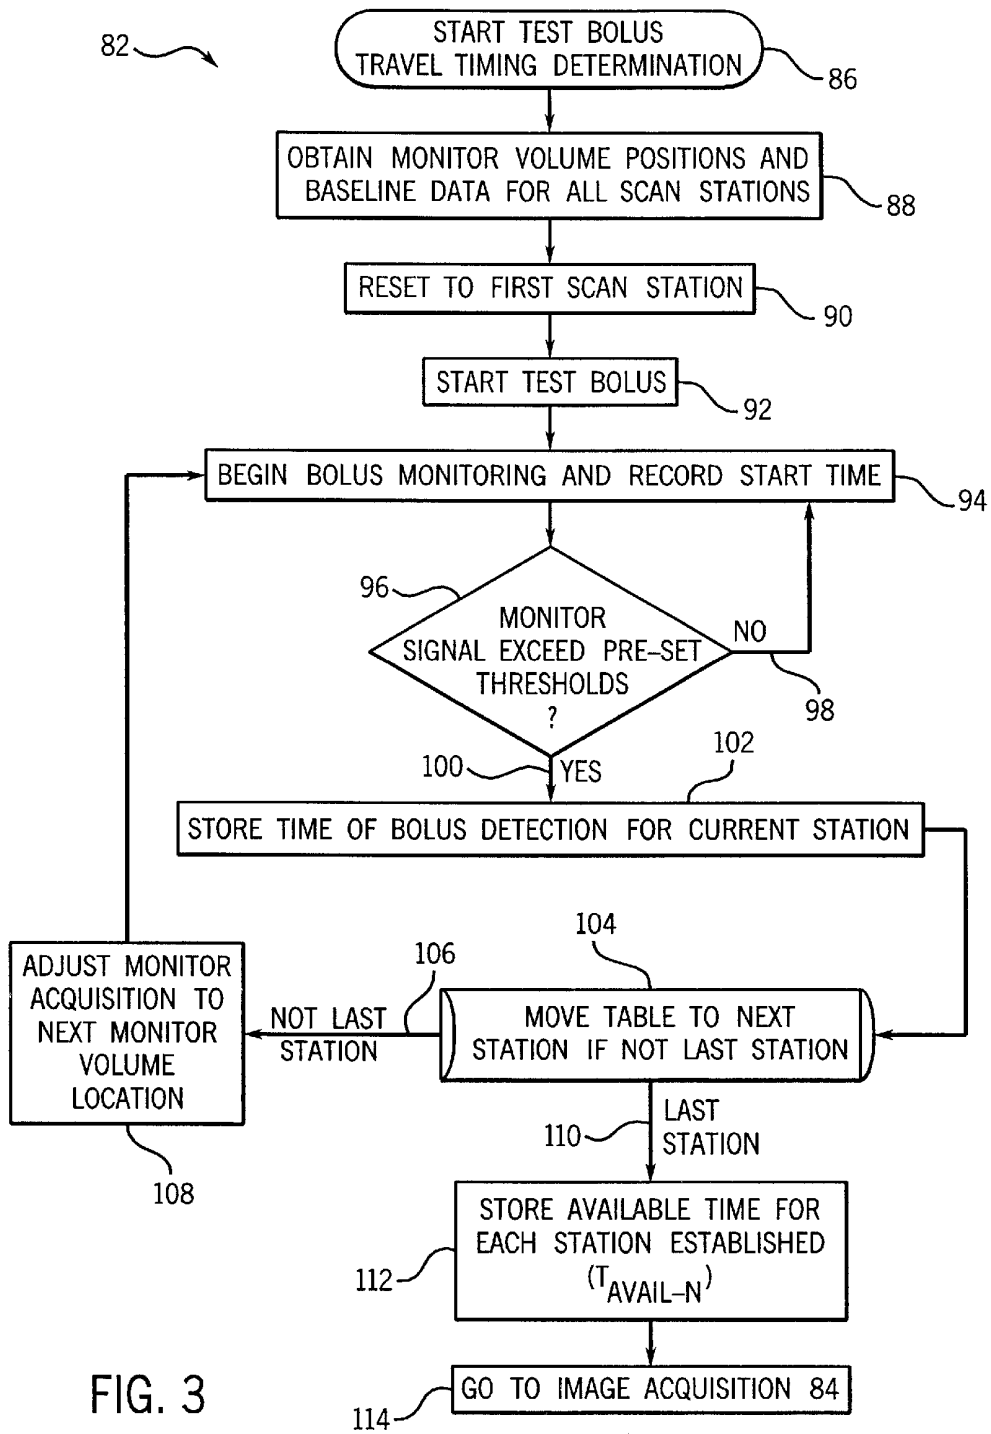 82
START TEST BOLUS
TRAVEL TIMING DETERMINATION
86
OBTAIN MONITOR VOLUME POSITIONS AND
BASELINE DATA FOR ALL SCAN STATIONS
88
RESET TO FIRST SCAN STATION
90
START TEST BOLUS
92
BEGIN BOLUS MONITORING AND RECORD START TIME
94
96
MONITOR
SIGNAL EXCEED PRE-SET
THRESHOLDS
?
NO
98
100
YES
102
STORE TIME OF BOLUS DETECTION FOR CURRENT STATION
104
MOVE TABLE TO NEXT
STATION IF NOT LAST STATION
106
NOT LAST
STATION
ADJUST MONITOR
ACQUISITION TO
NEXT MONITOR
VOLUME
LOCATION
108
110
LAST
STATION
STORE AVAILABLE TIME FOR
EACH STATION ESTABLISHED
(TAVAIL-N)
112
GO TO IMAGE ACQUISITION 84
114
FIG. 3